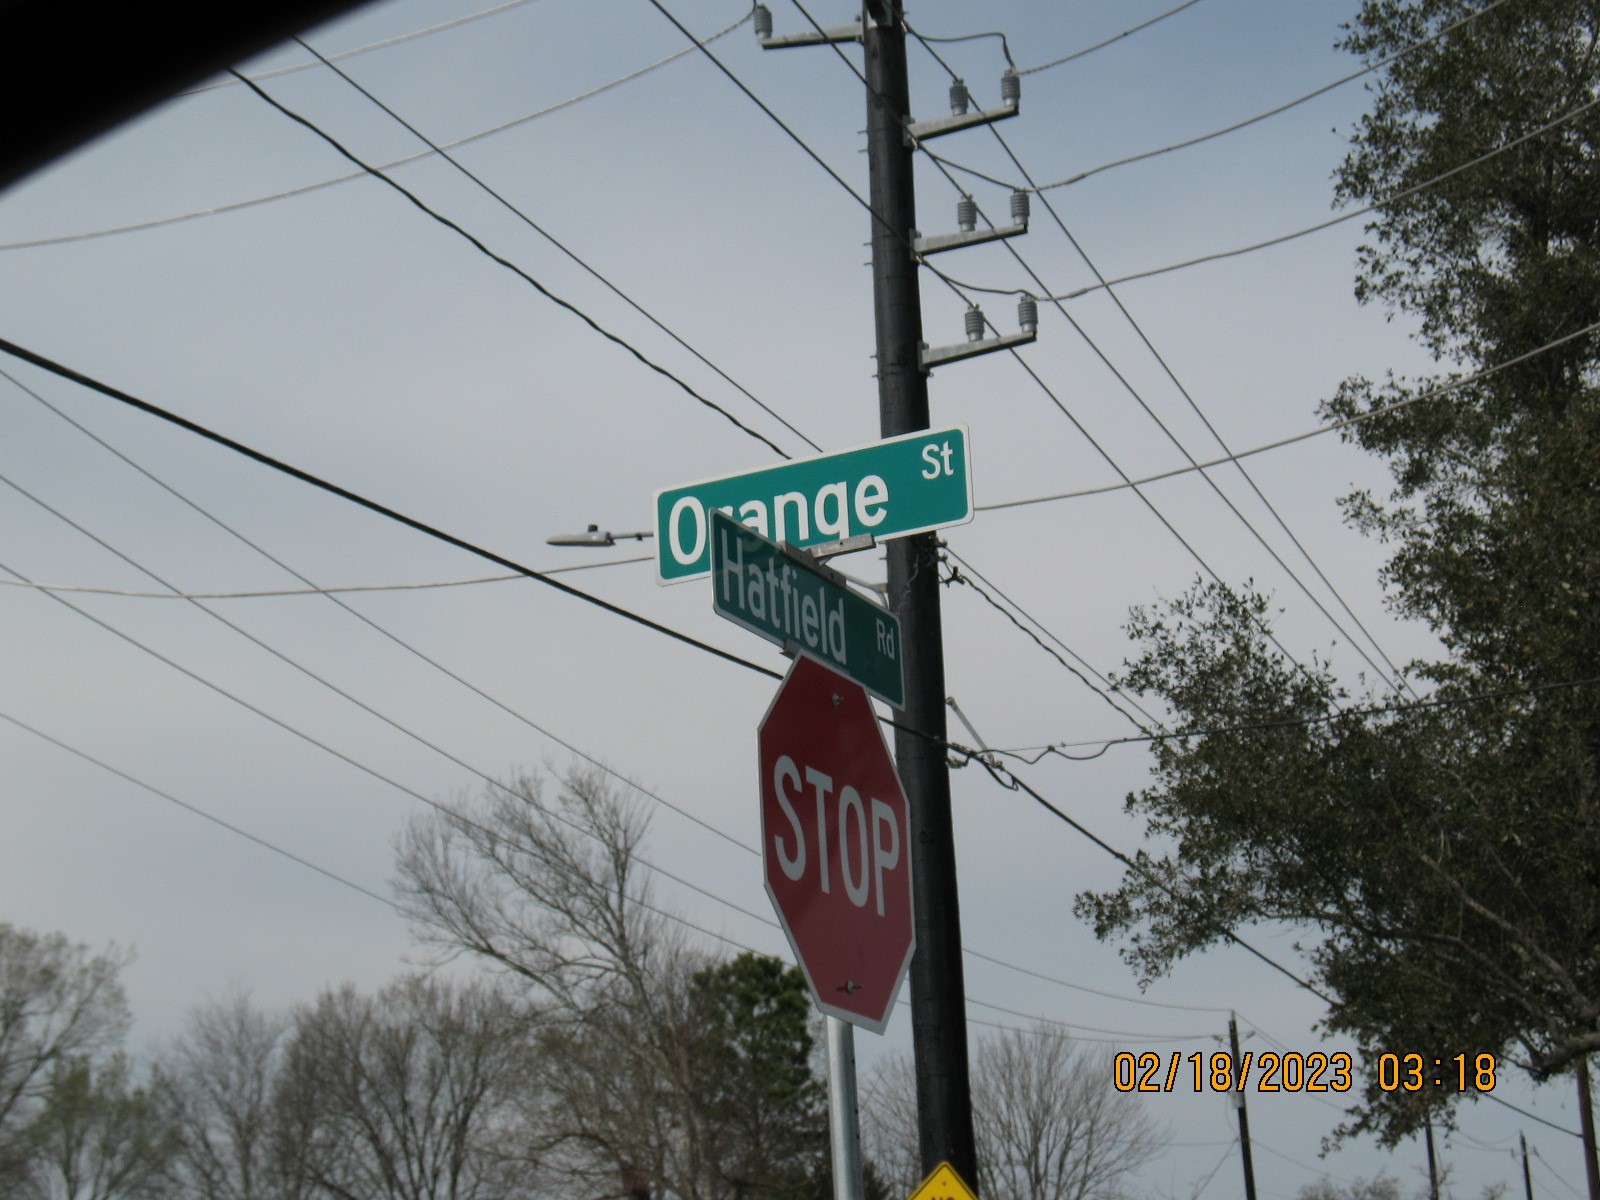 Orange St
Hatfield Rd
STOP
02/18/2023 03:18